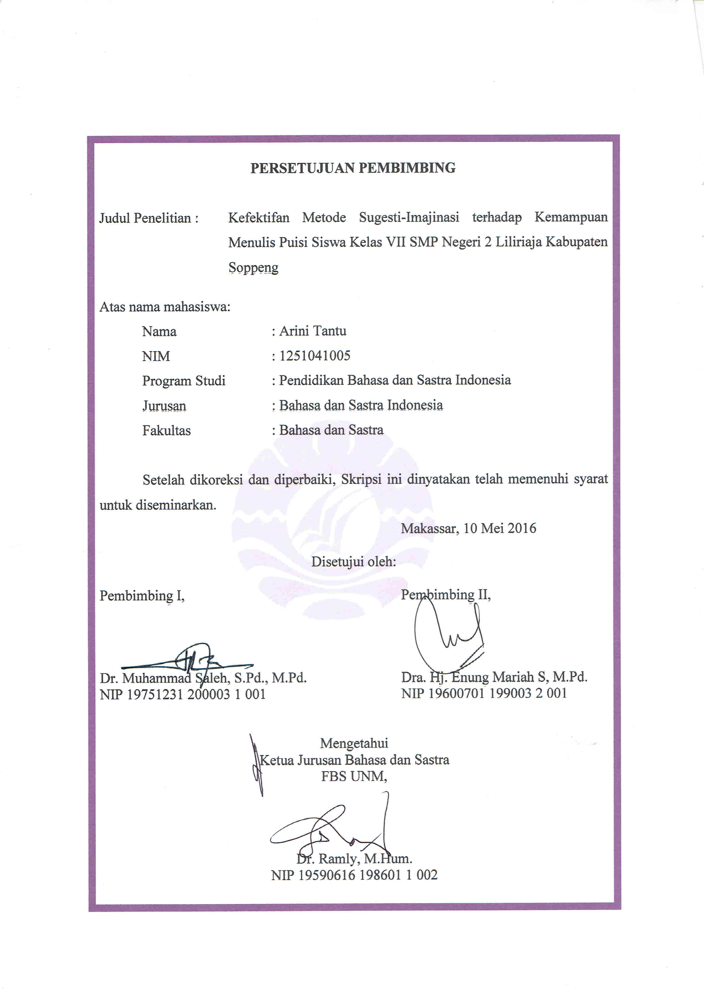 PERSETUJUAN PEMBIMBING
Judul Penelitian : Kefektifan Metode Sugesti-Imajinasi terhadap Kemampuan
Menulis Puisi Siswa Kelas VII SMP Negeri 2 Liliriaja Kabupaten
Soppeng
Atas nama mahasiswa:
Nama : Arini Tantu
NIM : 1251041005
Program Studi : Pendidikan Bahasa dan Sastra Indonesia
Jurusan : Bahasa dan Sastra Indonesia
Fakultas : Bahasa dan Sastra
Setelah dikoreksi dan diperbaiki, Skripsi ini dinyatakan telah memenuhi syarat
untuk diseminarkan.
Makassar, 10 Mei 2016
Disetujui oleh:
Pembimbing I, Pembimbing II,
Dr. Muhammad Saleh, S.Pd., M.Pd. Dra. Hj. Enung Mariah S, M.Pd.
NIP 19751231 200003 1 001 NIP 19600701 199003 2 001
Mengetahui
Ketua Jurusan Bahasa dan Sastra
FBS UNM,
Dr. Ramly, M.Hum.
NIP 19590616 198601 1 002